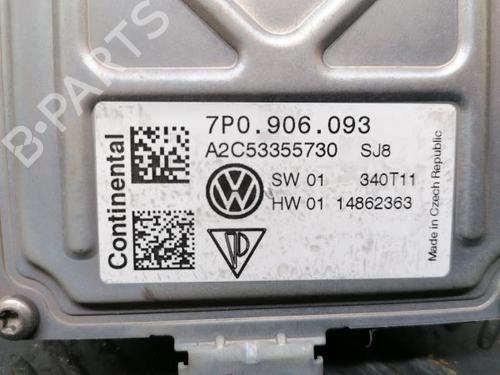 B-PARTS
Continental
7P0.906.093
A2C53355730 SJ8
SW 01 340T11
HW 01 14862363
Made in Czech Republic